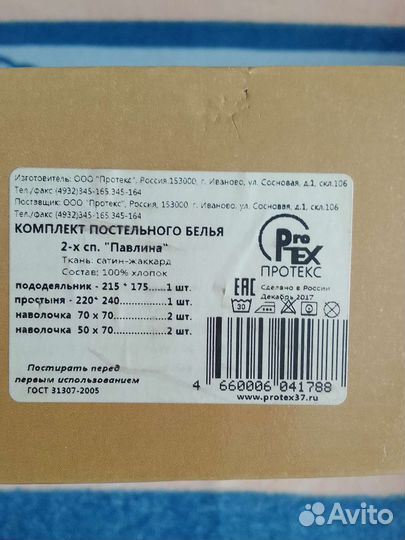 Изготовитель: ООО "Протекс", Россия,153000, г. Иваново, ул. Сосновая, д.1, скл.106
Тел./факс (4932)345-165,345-164
Поставщик: ООО "Протекс", Россия, 153000, г. Иваново, ул. Сосновая, д.1, скл.106
Тел./факс (4932)345-165,345-164
КОМПЛЕКТ ПОСТЕЛЬНОГО БЕЛЬЯ
2-х сп. "Павлина"
Ткань: сатин-жаккард
Состав: 100% хлопок
пододеяльник - 215 * 175......1 шт.
простыня - 220* 240..............1 шт.
наволочка 70 х 70..................2 шт.
наволочка 50 х 70..................2 шт.
Постирать перед
первым использованием
ГОСТ 31307-2005
ProTEX
ПРОТЕКС
EAC
Сделано в России
Декабрь 2017
30
4 660006 041788
www.protex37.ru
Avito